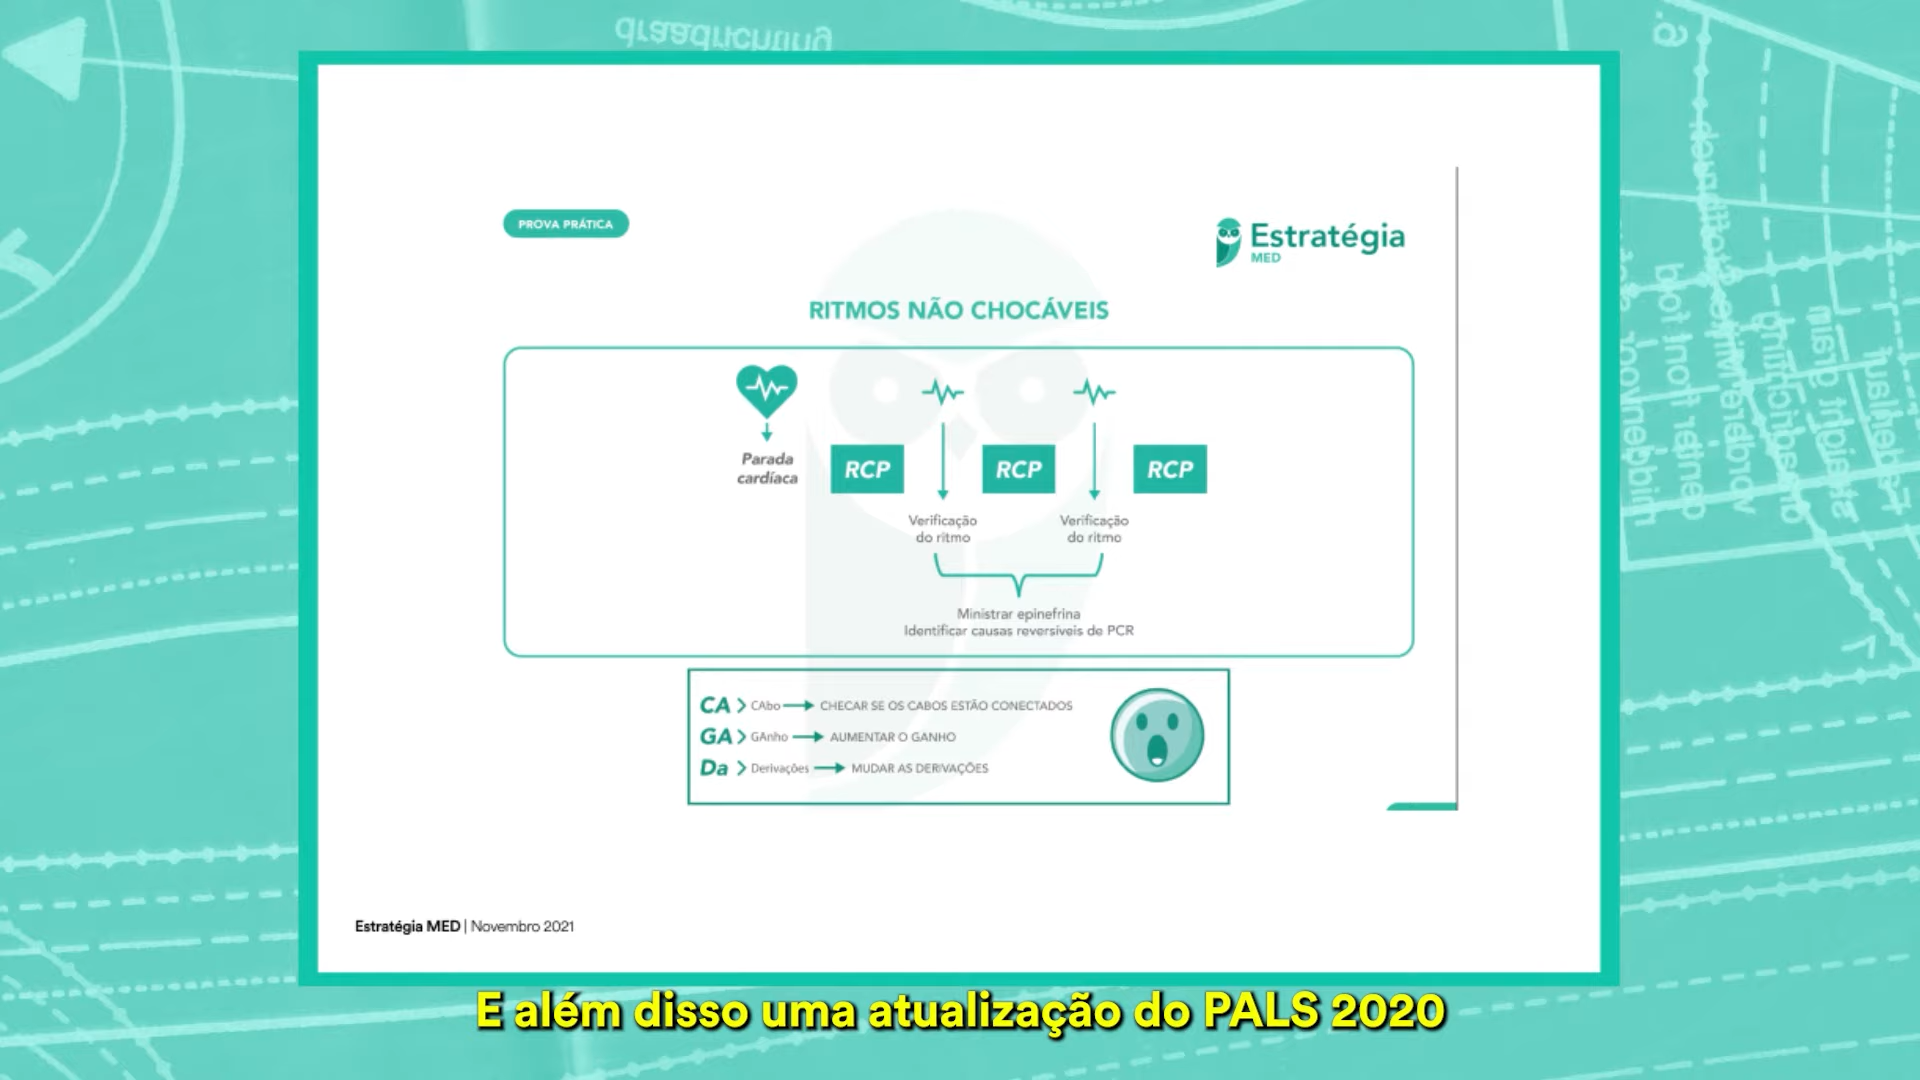 draadrichting
PROVA PRÁTICA
Estratégia
MED
RITMOS NÃO CHOCÁVEIS
Parada
cardíaca
RCP
RCP
RCP
Verificação
do ritmo
Verificação
do ritmo
Ministrar epinefrina
Identificar causas reversíveis de PCR
CA > CAbo CHECAR SE OS CABOS ESTÃO CONECTADOS
GA > GAnho AUMENTAR O GANHO
Da > Derivações MUDAR AS DERIVAÇÕES
Estratégia MED | Novembro 2021
E além disso uma atualização do PALS 2020